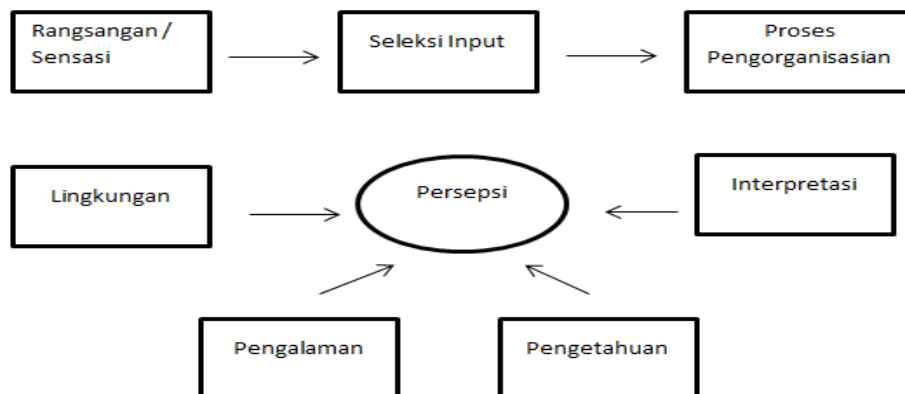 Rangsangan /
Sensasi
Seleksi Input
Proses
Pengorganisasian
Lingkungan
Persepsi
Interpretasi
Pengalaman
Pengetahuan